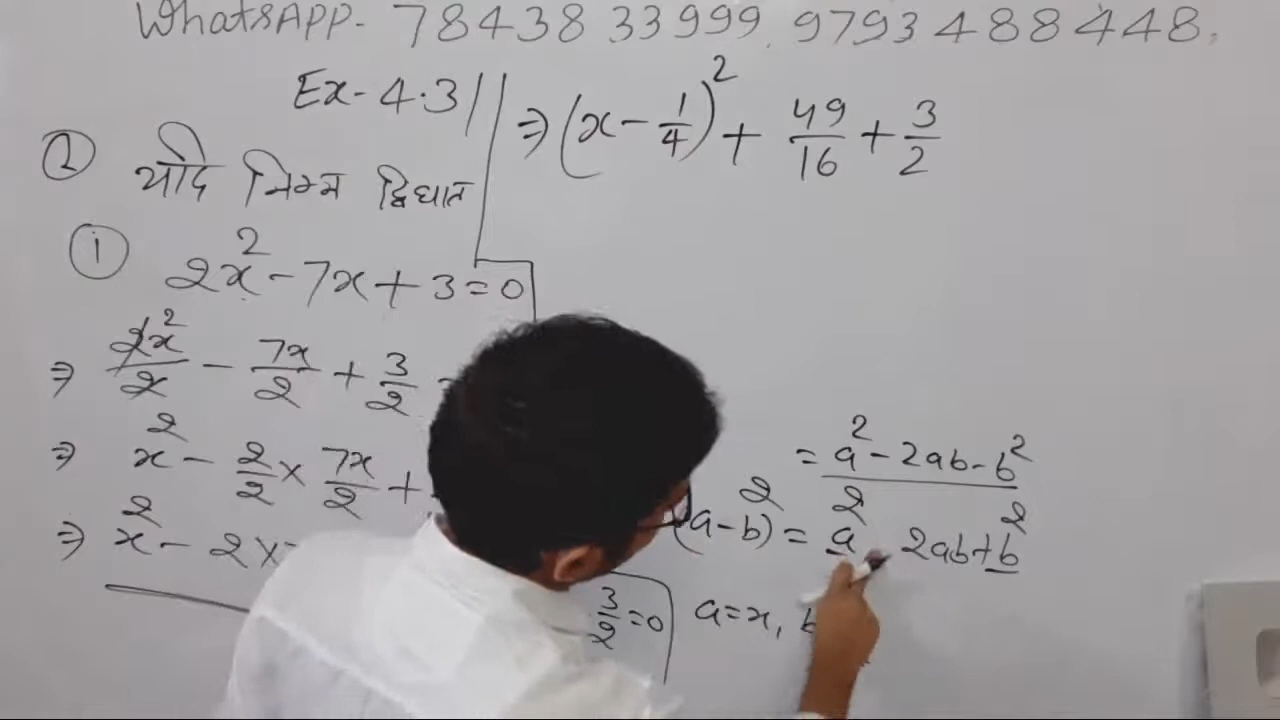 WhatsApp - 78438 33999, 9793488448.
Ex - 4.3
② यदि निम्न द्विघात
ⅰ 2x² - 7x + 3 = 0
⇒ 2x²/2 - 7x/2 + 3/2
⇒ x² - 2/2 × 7x/2 +
⇒ x² - 2×
3/2 = 0
⇒ (x - 1/4)² + 49/16 + 3/2
= a² - 2ab - b²
(a-b)² = a² 2ab + b²
a = x, b